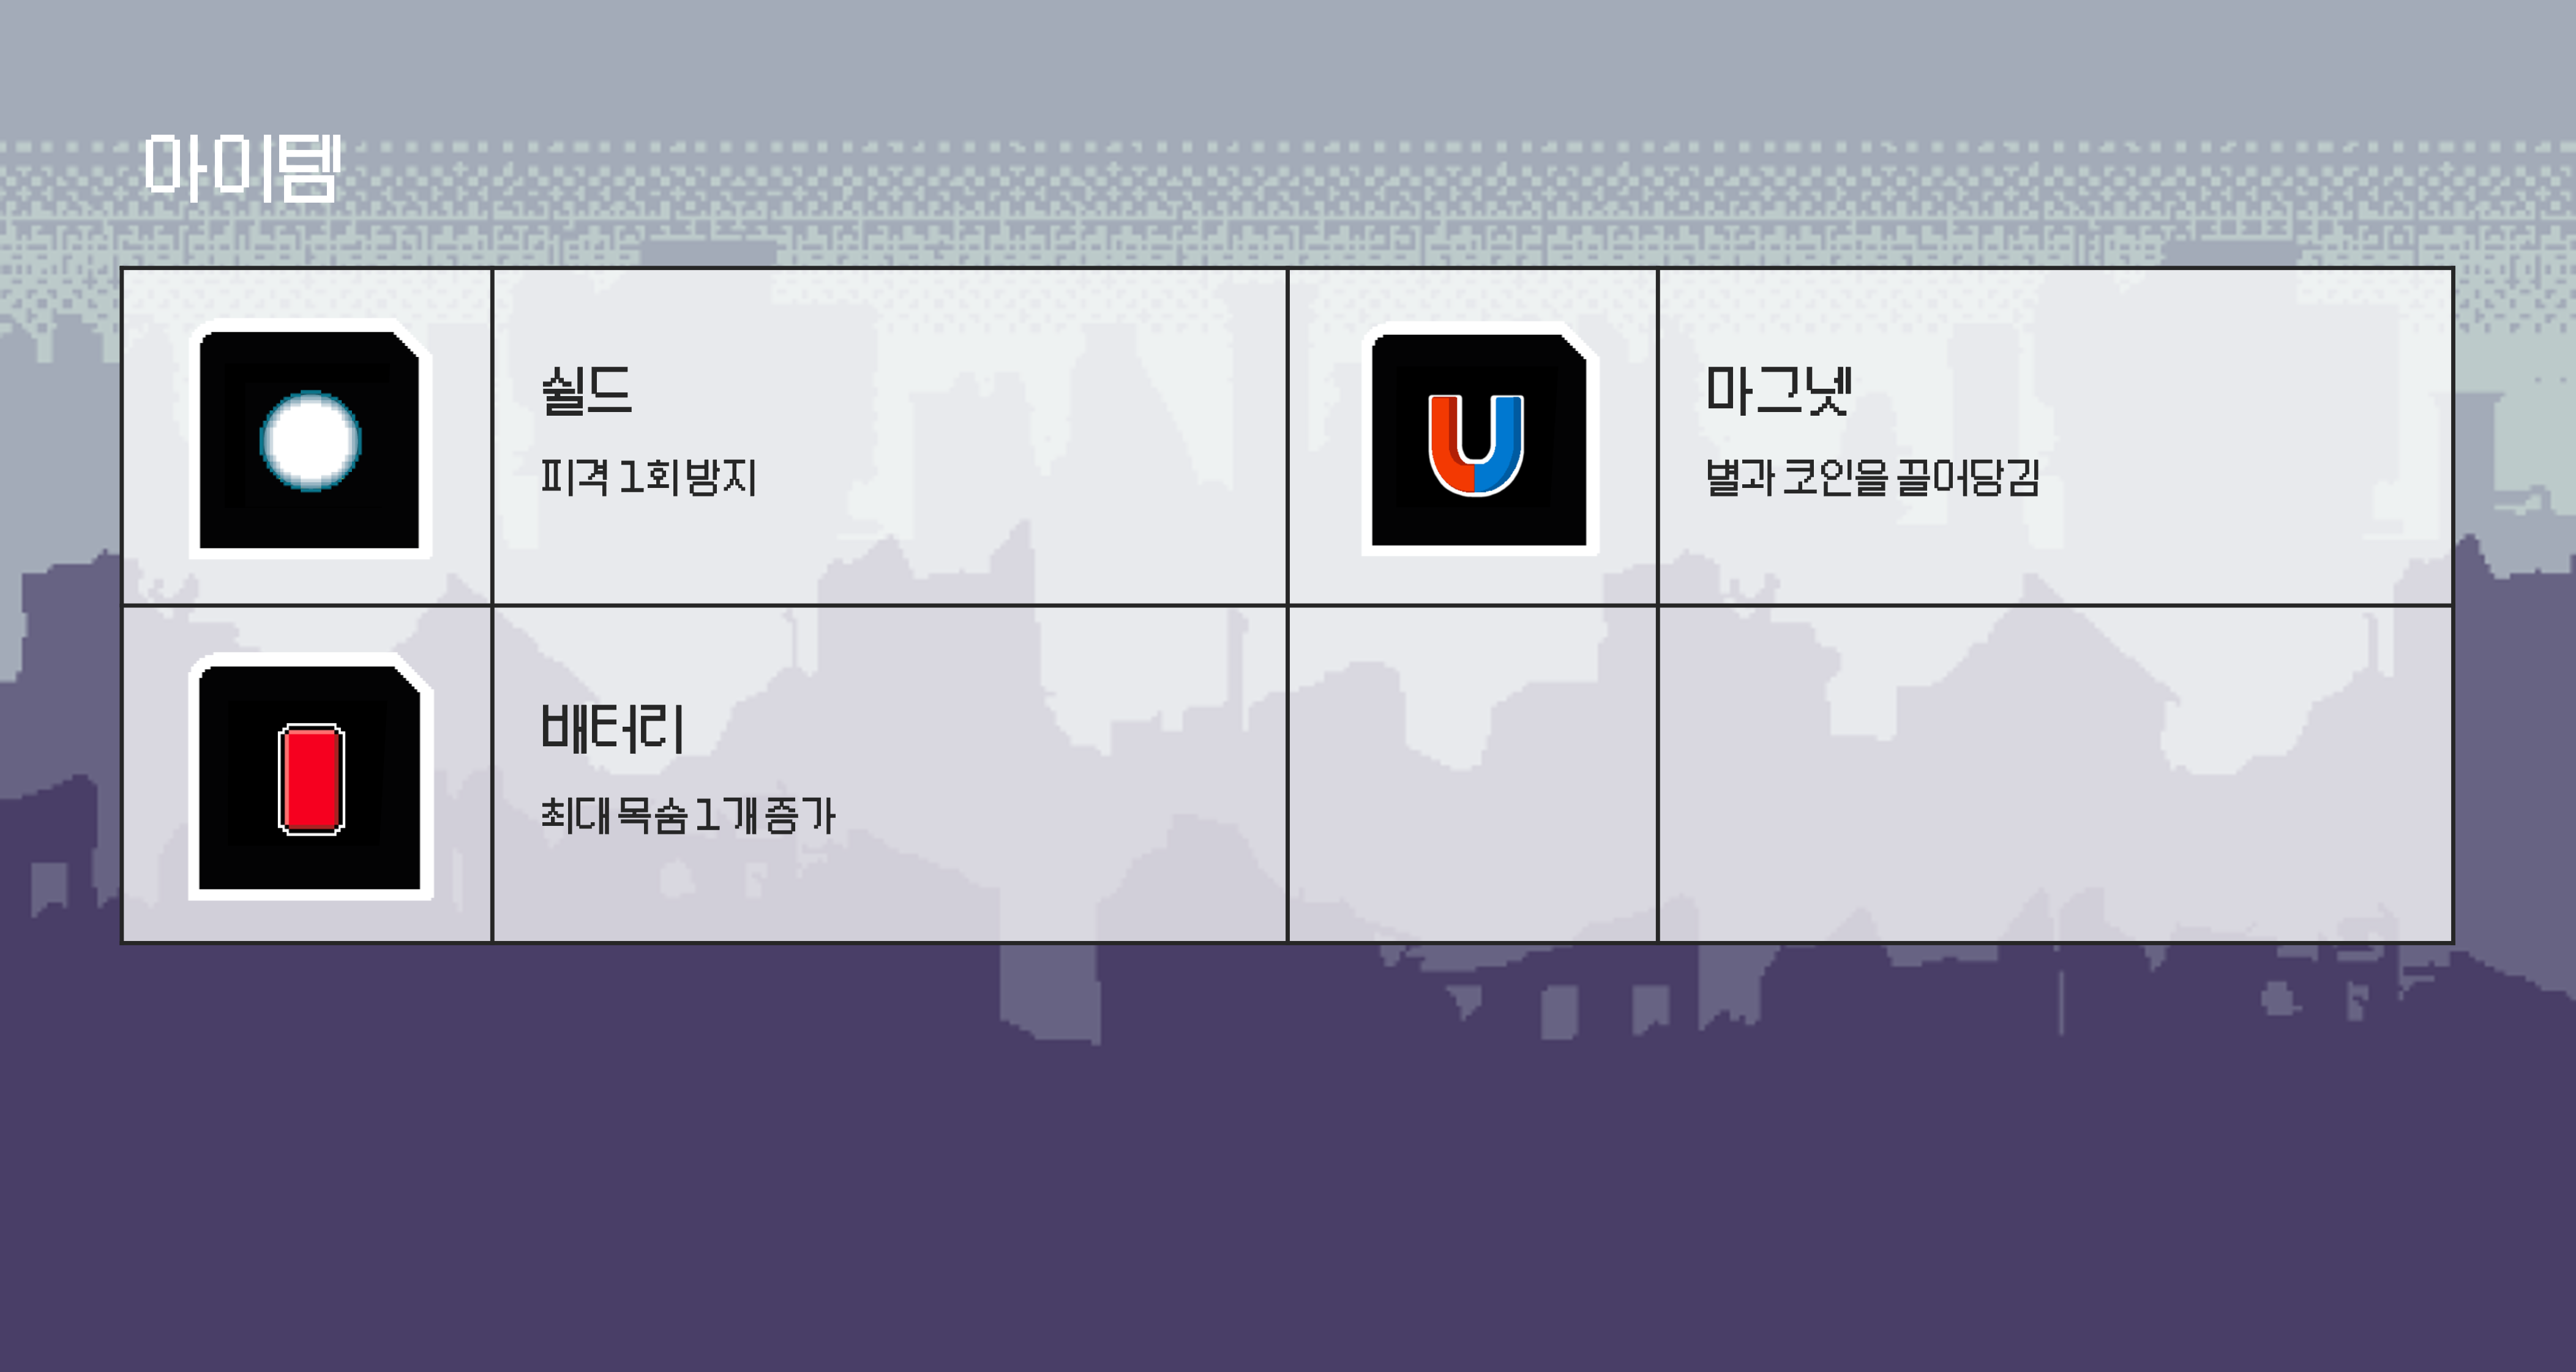 아이템
쉴드
피격 1회 방지
마그넷
별과 코인을 끌어당김
배터리
최대 목숨 1개 증가